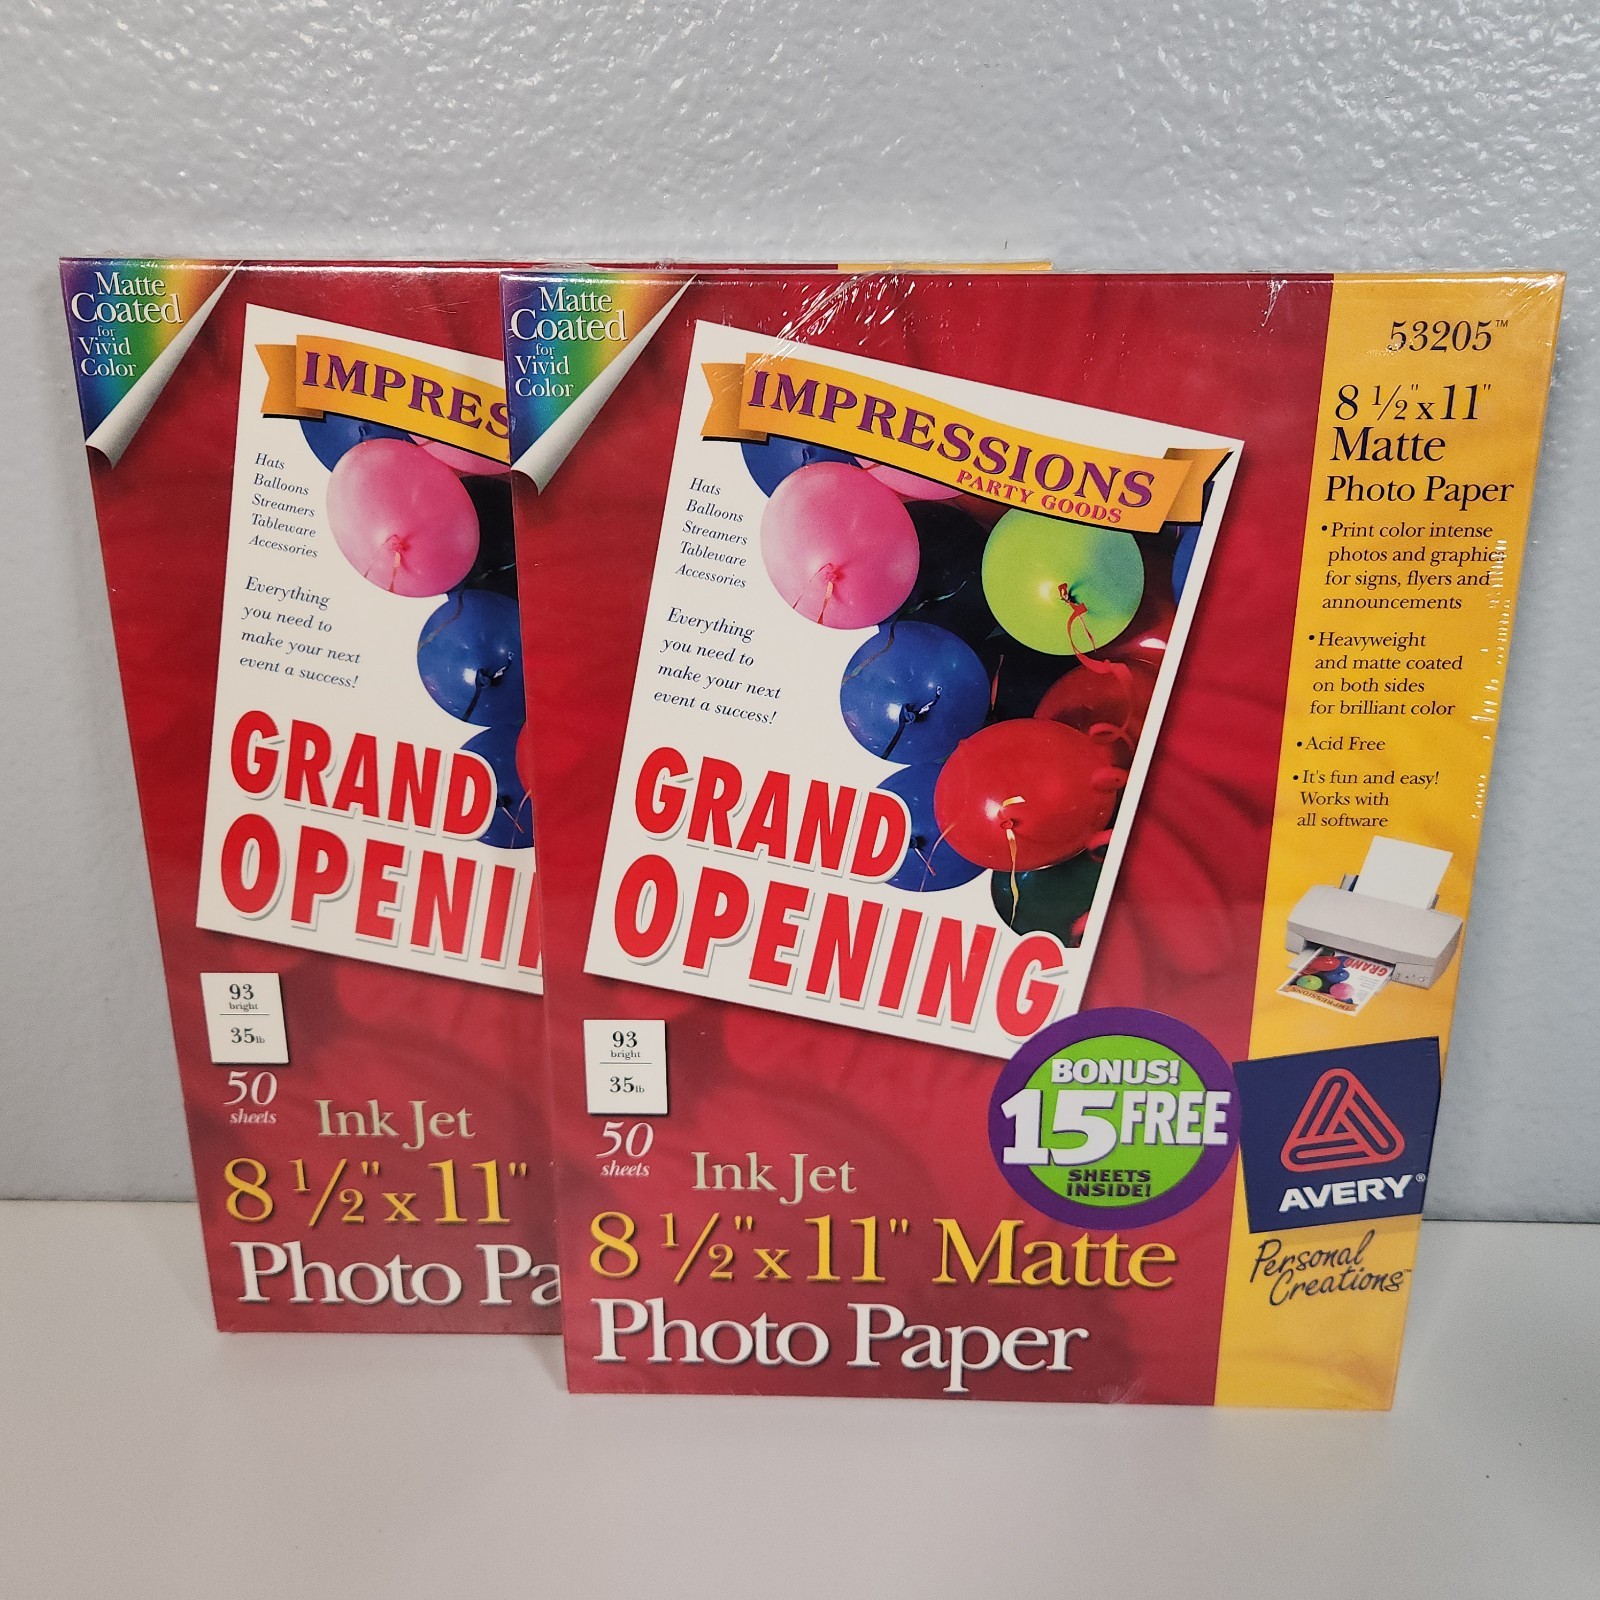 Matte
Coated
for
Vivid
Color
IMPRES
Hats
Balloons
Streamers
Tableware
Accessories
Everything
you need to
make your next
event a success!
GRAND
OPENI
93
bright
35lb
50
sheets
Ink Jet
8 1/2" x 11"
Photo Pa
Matte
Coated
for
Vivid
Color
IMPRESSIONS
PARTY GOODS
Hats
Balloons
Streamers
Tableware
Accessories
Everything
you need to
make your next
event a success!
GRAND
OPENING
93
bright
35lb
50
sheets
Ink Jet
8 1/2" x 11" Matte
Photo Paper
BONUS!
15 FREE
SHEETS
INSIDE!
53205™
8 1/2" x 11"
Matte
Photo Paper
• Print color intense
photos and graphics
for signs, flyers and
announcements
• Heavyweight
and matte coated
on both sides
for brilliant color
• Acid Free
• It's fun and easy!
Works with
all software
GRAND
IMPRESSIONS
AVERY®
Personal
Creations™